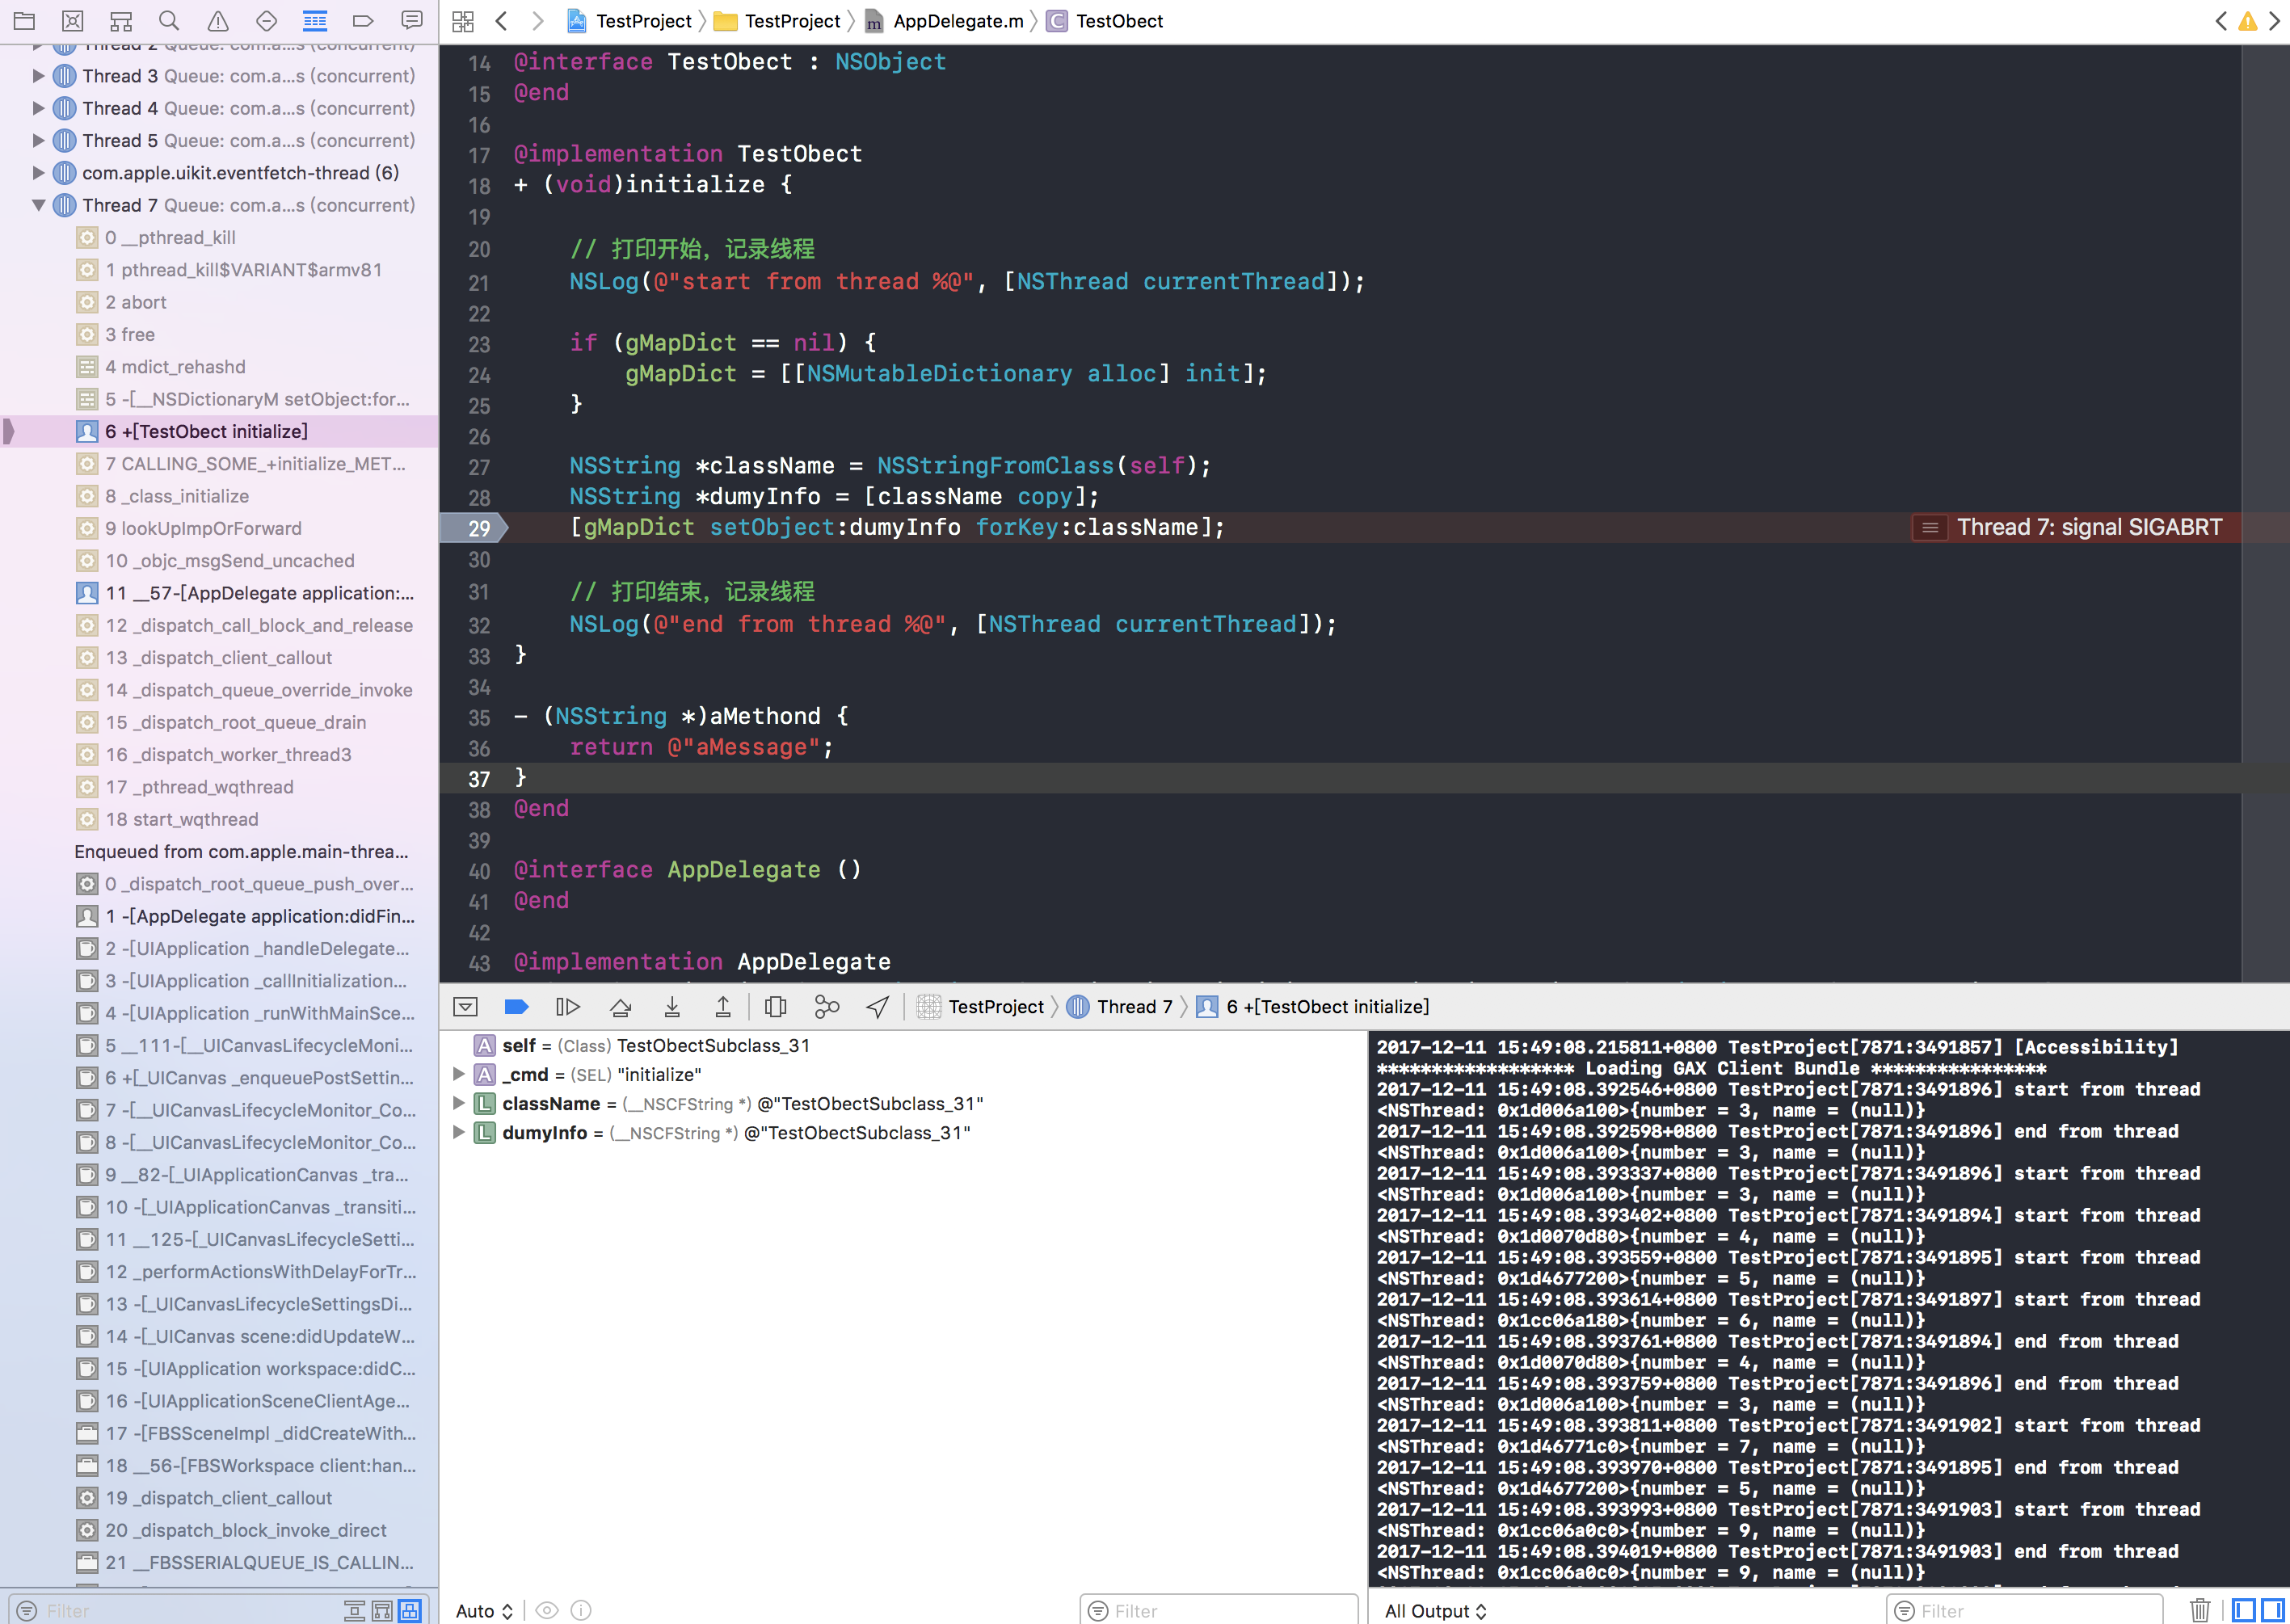 TestProject TestProject AppDelegate.m TestObect
Thread 3 Queue: com.a...s (concurrent)
Thread 4 Queue: com.a...s (concurrent)
Thread 5 Queue: com.a...s (concurrent)
com.apple.uikit.eventfetch-thread (6)
Thread 7 Queue: com.a...s (concurrent)
0 __pthread_kill
1 pthread_kill$VARIANT$armv81
2 abort
3 free
4 mdict_rehashd
5 -[__NSDictionaryM setObject:for...
6 +[TestObect initialize]
7 CALLING_SOME_+initialize_MET...
8 _class_initialize
9 lookUpImpOrForward
10 _objc_msgSend_uncached
11 __57-[AppDelegate application:...
12 _dispatch_call_block_and_release
13 _dispatch_client_callout
14 _dispatch_queue_override_invoke
15 _dispatch_root_queue_drain
16 _dispatch_worker_thread3
17 _pthread_wqthread
18 start_wqthread
Enqueued from com.apple.main-threa...
0 _dispatch_root_queue_push_over...
1 -[AppDelegate application:didFin...
2 -[UIApplication _handleDelegate...
3 -[UIApplication _callInitialization...
4 -[UIApplication _runWithMainSce...
5 __111-[__UICanvasLifecycleMoni...
6 +[_UICanvas _enqueuePostSettin...
7 -[__UICanvasLifecycleMonitor_Co...
8 -[__UICanvasLifecycleMonitor_Co...
9 __82-[_UIApplicationCanvas _tra...
10 -[_UIApplicationCanvas _transiti...
11 __125-[_UICanvasLifecycleSetti...
12 _performActionsWithDelayForTr...
13 -[_UICanvasLifecycleSettingsDi...
14 -[_UICanvas scene:didUpdateW...
15 -[UIApplication workspace:didC...
16 -[UIApplicationSceneClientAge...
17 -[FBSSceneImpl _didCreateWith...
18 __56-[FBSWorkspace client:han...
19 _dispatch_client_callout
20 _dispatch_block_invoke_direct
21 __FBSSERIALQUEUE_IS_CALLIN...
Filter
14 @interface TestObect : NSObject
15 @end
16
17 @implementation TestObect
18 + (void)initialize {
19
20 // 打印开始，记录线程
21 NSLog(@"start from thread %@", [NSThread currentThread]);
22
23 if (gMapDict == nil) {
24 gMapDict = [[NSMutableDictionary alloc] init];
25 }
26
27 NSString *className = NSStringFromClass(self);
28 NSString *dumyInfo = [className copy];
29 [gMapDict setObject:dumyInfo forKey:className]; Thread 7: signal SIGABRT
30
31 // 打印结束，记录线程
32 NSLog(@"end from thread %@", [NSThread currentThread]);
33 }
34
35 - (NSString *)aMethond {
36 return @"aMessage";
37 }
38 @end
39
40 @interface AppDelegate ()
41 @end
42
43 @implementation AppDelegate
TestProject Thread 7 6 +[TestObect initialize]
A self = (Class) TestObectSubclass_31
A _cmd = (SEL) "initialize"
L className = (__NSCFString *) @"TestObectSubclass_31"
L dumyInfo = (__NSCFString *) @"TestObectSubclass_31"
Auto
Filter
2017-12-11 15:49:08.215811+0800 TestProject[7871:3491857] [Accessibility]
****************** Loading GAX Client Bundle ****************
2017-12-11 15:49:08.392546+0800 TestProject[7871:3491896] start from thread
<NSThread: 0x1d006a100>{number = 3, name = (null)}
2017-12-11 15:49:08.392598+0800 TestProject[7871:3491896] end from thread
<NSThread: 0x1d006a100>{number = 3, name = (null)}
2017-12-11 15:49:08.393337+0800 TestProject[7871:3491896] start from thread
<NSThread: 0x1d006a100>{number = 3, name = (null)}
2017-12-11 15:49:08.393402+0800 TestProject[7871:3491894] start from thread
<NSThread: 0x1d0070d80>{number = 4, name = (null)}
2017-12-11 15:49:08.393559+0800 TestProject[7871:3491895] start from thread
<NSThread: 0x1d4677200>{number = 5, name = (null)}
2017-12-11 15:49:08.393614+0800 TestProject[7871:3491897] start from thread
<NSThread: 0x1cc06a180>{number = 6, name = (null)}
2017-12-11 15:49:08.393761+0800 TestProject[7871:3491894] end from thread
<NSThread: 0x1d0070d80>{number = 4, name = (null)}
2017-12-11 15:49:08.393759+0800 TestProject[7871:3491896] end from thread
<NSThread: 0x1d006a100>{number = 3, name = (null)}
2017-12-11 15:49:08.393811+0800 TestProject[7871:3491902] start from thread
<NSThread: 0x1d46771c0>{number = 7, name = (null)}
2017-12-11 15:49:08.393970+0800 TestProject[7871:3491895] end from thread
<NSThread: 0x1d4677200>{number = 5, name = (null)}
2017-12-11 15:49:08.393993+0800 TestProject[7871:3491903] start from thread
<NSThread: 0x1cc06a0c0>{number = 9, name = (null)}
2017-12-11 15:49:08.394019+0800 TestProject[7871:3491903] end from thread
<NSThread: 0x1cc06a0c0>{number = 9, name = (null)}
All Output
Filter